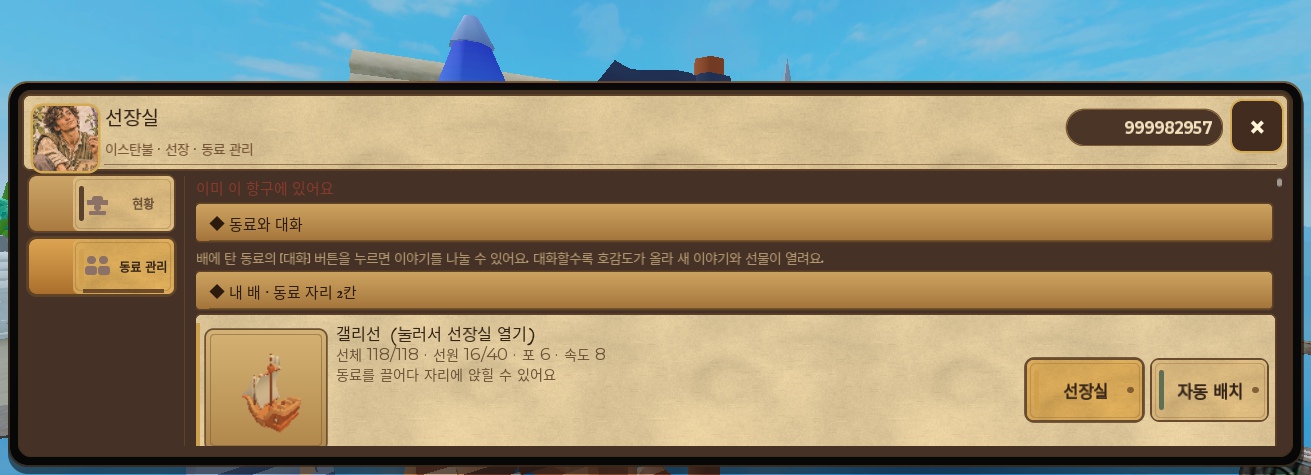 선장실
이스탄불 · 선장 · 동료 관리
999982957
×
현황
동료 관리
이미 이 항구에 있어요
◆ 동료와 대화
배에 탄 동료의 [대화] 버튼을 누르면 이야기를 나눌 수 있어요. 대화할수록 호감도가 올라 새 이야기와 선물이 열려요.
◆ 내 배 · 동료 자리 2칸
갤리선 (눌러서 선장실 열기)
선체 118/118 · 선원 16/40 · 포 6 · 속도 8
동료를 끌어다 자리에 앉힐 수 있어요
선장실
자동 배치